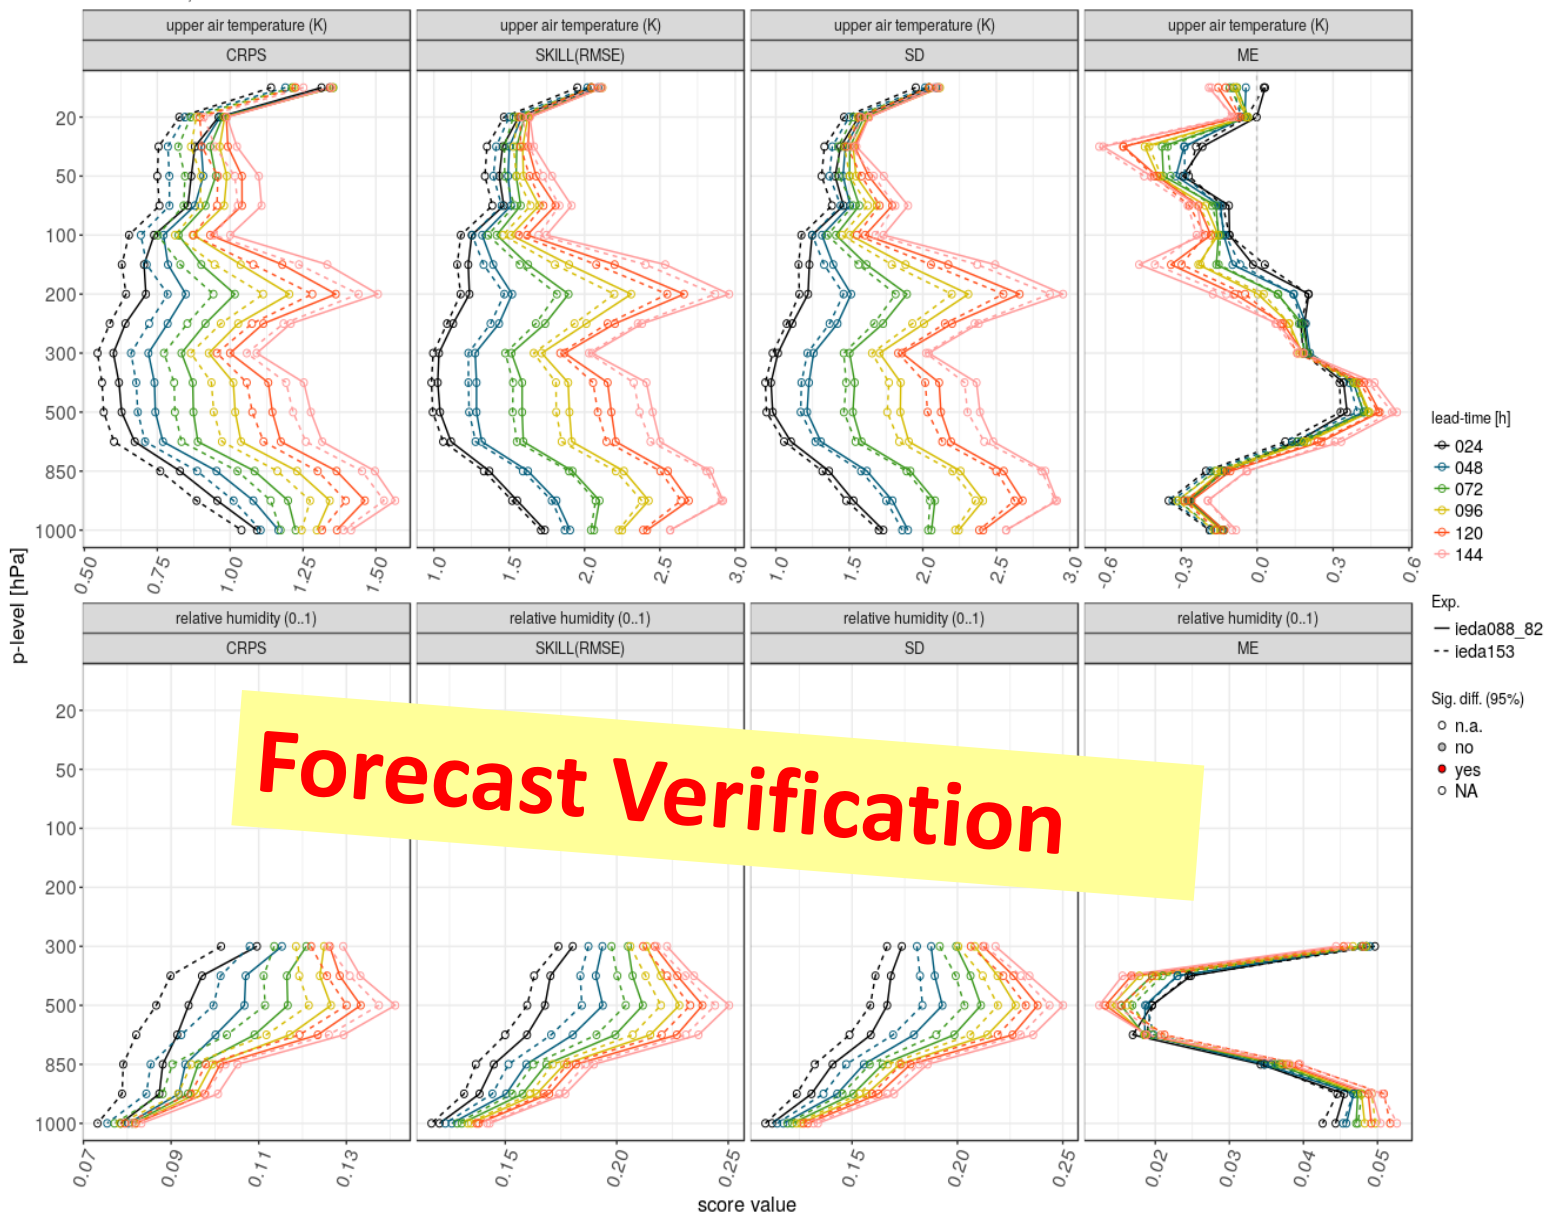 upper air temperature (K) upper air temperature (K) upper air temperature (K) upper air temperature (K)
CRPS SKILL(RMSE) SD ME
20
50
100
200
300
500
850
1000
0.50 0.75 1.00 1.25 1.50 1.0 1.5 2.0 2.5 3.0 1.0 1.5 2.0 2.5 3.0 -0.6 -0.3 0.0 0.3 0.6
p-level [hPa]
relative humidity (0..1) relative humidity (0..1) relative humidity (0..1) relative humidity (0..1)
CRPS SKILL(RMSE) SD ME
20
50
100
200
300
500
850
1000
0.07 0.09 0.11 0.13 0.15 0.20 0.25 0.15 0.20 0.25 0.02 0.03 0.04 0.05
score value
Forecast Verification
lead-time [h]
024
048
072
096
120
144
Exp.
ieda088_82
ieda153
Sig. diff. (95%)
n.a.
no
yes
NA